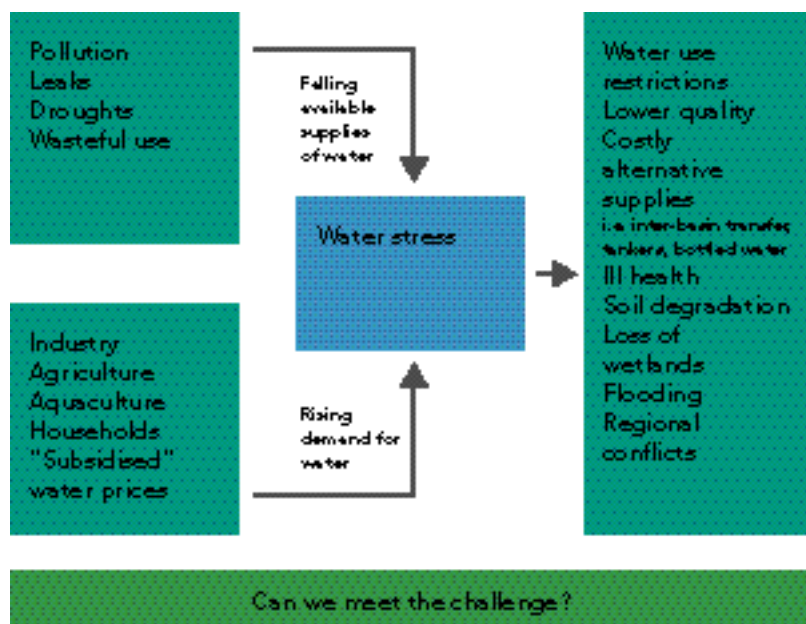 Pollution
Leaks
Droughts
Wasteful use
Falling
available
supplies
of water
Water stress
Industry
Agriculture
Aquaculture
Households
"Subsidised"
water prices
Rising
demand for
water
Water use
restrictions
Lower quality
Costly
alternative
supplies
i.e. inter-basin transfer,
tankers, bottled water
Ill health
Soil degradation
Loss of
wetlands
Flooding
Regional
conflicts
Can we meet the challenge?